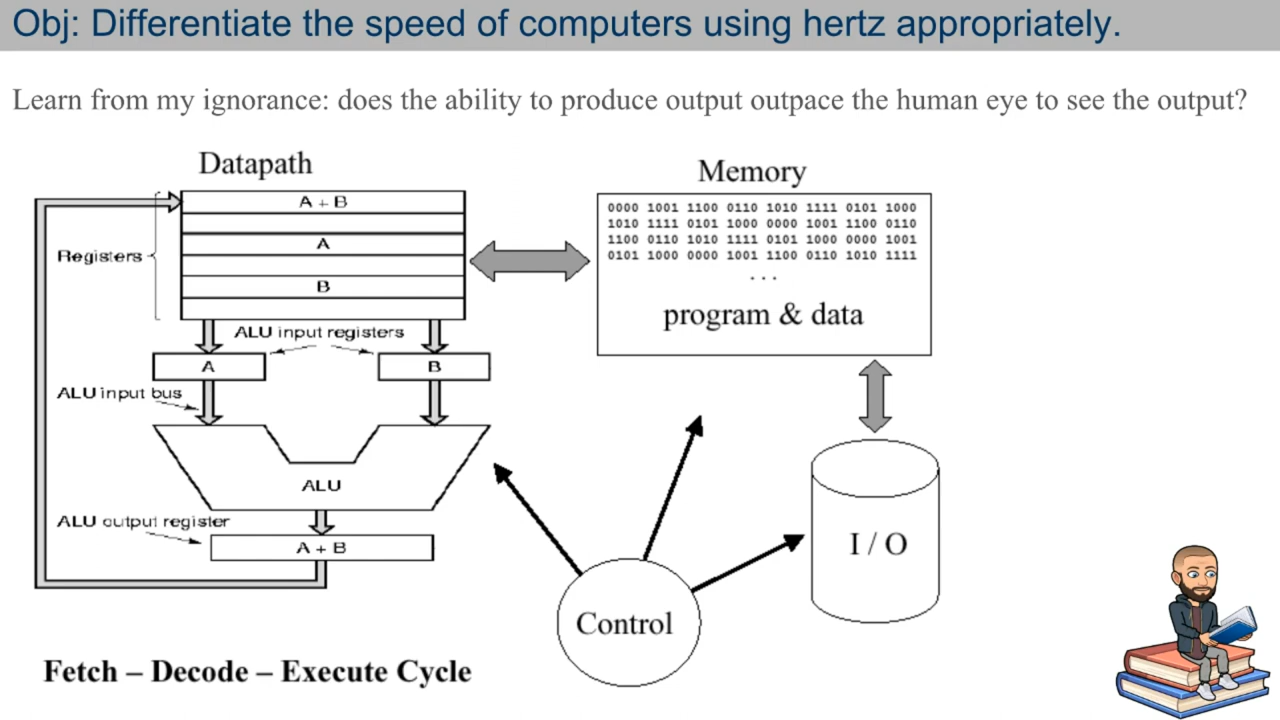 Obj: Differentiate the speed of computers using hertz appropriately.
Learn from my ignorance: does the ability to produce output outpace the human eye to see the output?
Datapath
A + B
Registers
A
B
ALU input registers
A
B
ALU input bus
ALU
ALU output register
A + B
Memory
0000 1001 1100 0110 1010 1111 0101 1000
1010 1111 0101 1000 0000 1001 1100 0110
1100 0110 1010 1111 0101 1000 0000 1001
0101 1000 0000 1001 1100 0110 1010 1111
...
program & data
I / O
Control
Fetch – Decode – Execute Cycle